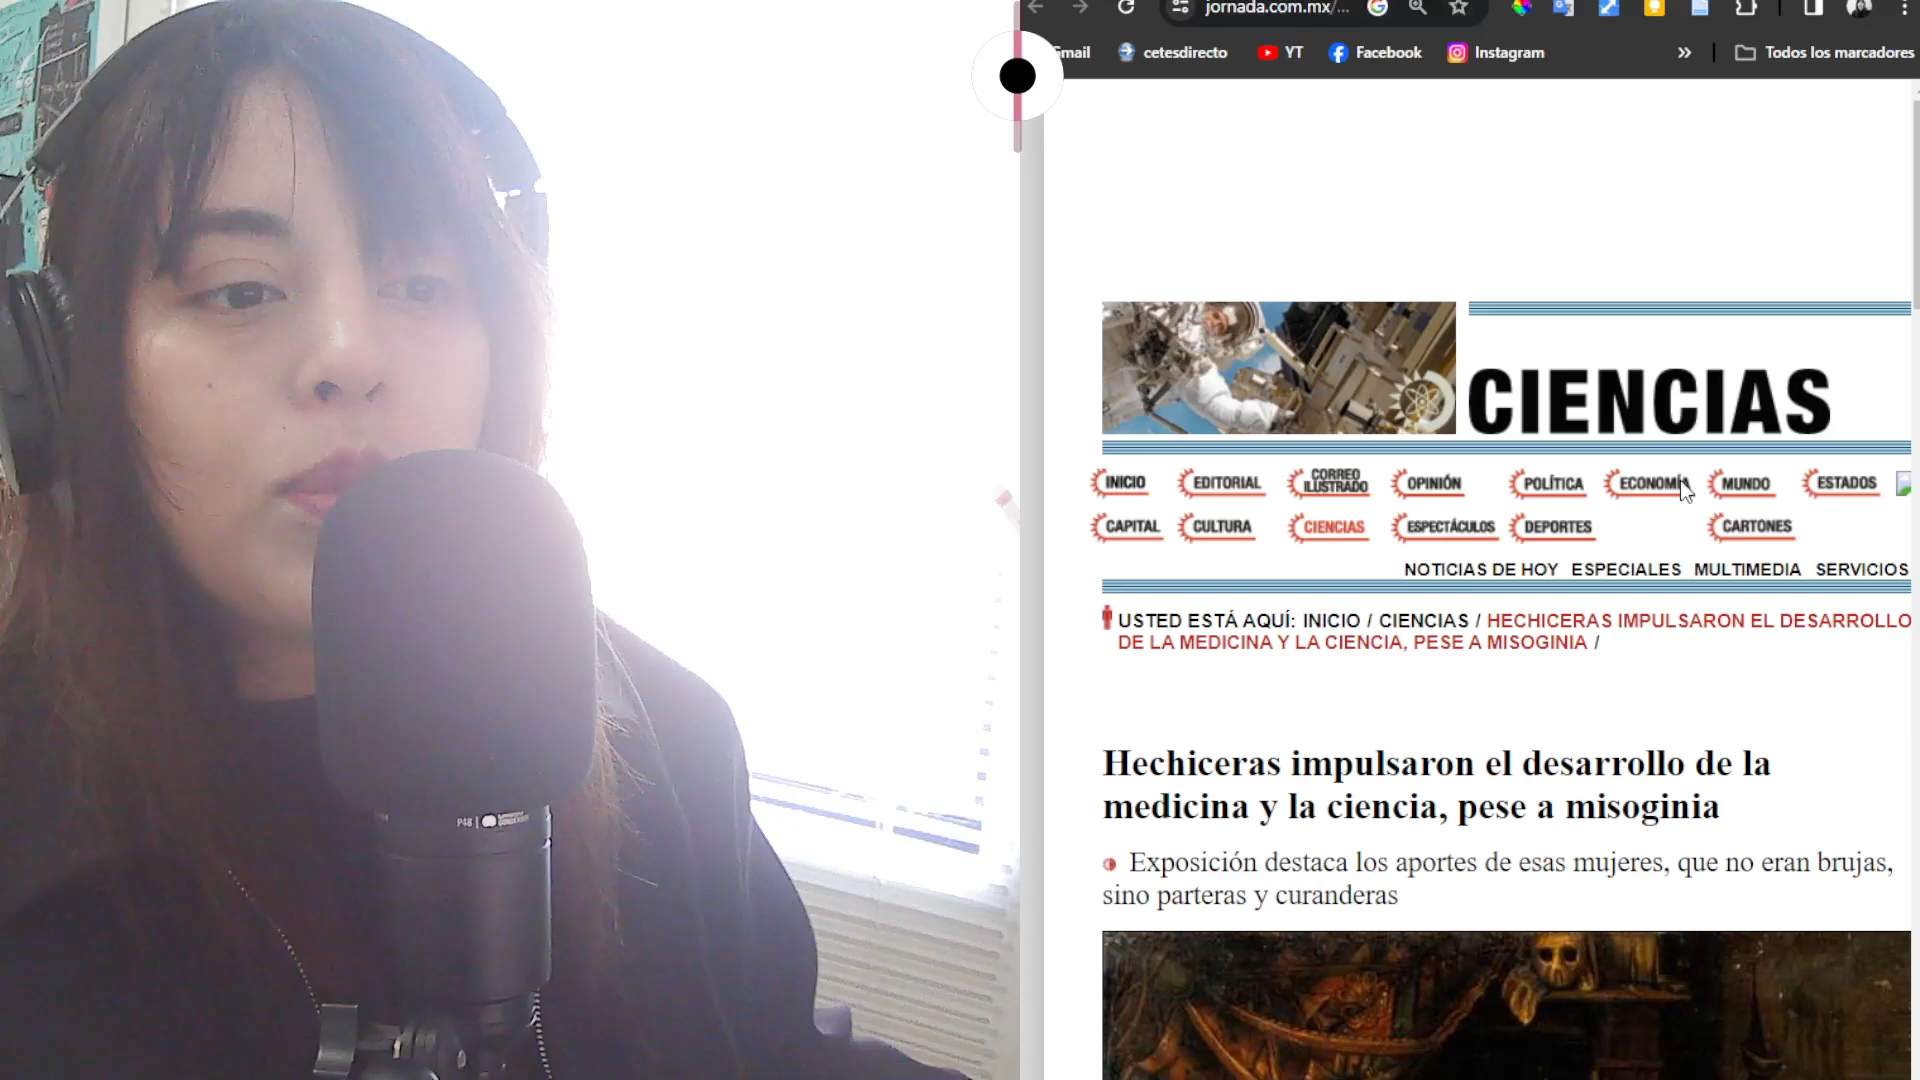 jornada.com.mx/...
Gmail cetesdirecto YT Facebook Instagram » Todos los marcadores
CIENCIAS
INICIO EDITORIAL CORREO ILUSTRADO OPINIÓN POLÍTICA ECONOMÍA MUNDO ESTADOS
CAPITAL CULTURA CIENCIAS ESPECTÁCULOS DEPORTES CARTONES
NOTICIAS DE HOY ESPECIALES MULTIMEDIA SERVICIOS
USTED ESTÁ AQUÍ: INICIO / CIENCIAS / HECHICERAS IMPULSARON EL DESARROLLO
DE LA MEDICINA Y LA CIENCIA, PESE A MISOGINIA /
Hechiceras impulsaron el desarrollo de la
medicina y la ciencia, pese a misoginia
Exposición destaca los aportes de esas mujeres, que no eran brujas,
sino parteras y curanderas
P48